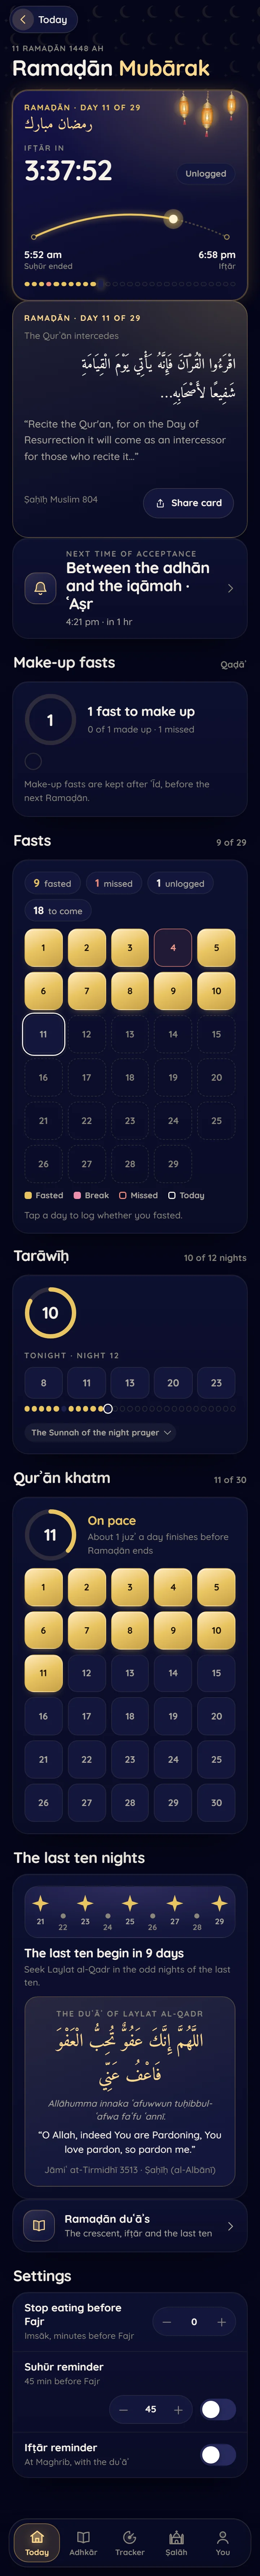 Today
11 RAMAḌĀN 1448 AH
Ramaḍān Mubārak
RAMAḌĀN · DAY 11 OF 29
رمضان مبارك
IFṬĀR IN
3:37:52
Unlogged
5:52 am
6:58 pm
Suḥūr ended
Ifṭār
RAMAḌĀN · DAY 11 OF 29
The Qurʾān intercedes
اقْرَءُوا الْقُرْآنَ فَإِنَّهُ يَأْتِي يَوْمَ الْقِيَامَةِ
شَفِيعًا لأَصْحَابِهِ...
“Recite the Qur'an, for on the Day of
Resurrection it will come as an intercessor
for those who recite it...”
Ṣaḥīḥ Muslim 804
Share card
NEXT TIME OF ACCEPTANCE
Between the adhān
and the iqāmah ·
ʿAṣr
4:21 pm · in 1 hr
Make-up fasts
Qaḍāʾ
1
1 fast to make up
0 of 1 made up · 1 missed
Make-up fasts are kept after ʿĪd, before the
next Ramaḍān.
Fasts
9 of 29
9 fasted
1 missed
1 unlogged
18 to come
1 2 3 4 5
6 7 8 9 10
11 12 13 14 15
16 17 18 19 20
21 22 23 24 25
26 27 28 29
Fasted Break Missed Today
Tap a day to log whether you fasted.
Tarāwīḥ
10 of 12 nights
10
TONIGHT · NIGHT 12
8 11 13 20 23
The Sunnah of the night prayer
Qurʾān khatm
11 of 30
11
On pace
About 1 juzʾ a day finishes before
Ramaḍān ends
1 2 3 4 5
6 7 8 9 10
11 12 13 14 15
16 17 18 19 20
21 22 23 24 25
26 27 28 29 30
The last ten nights
21 22 23 24 25 26 27 28 29
The last ten begin in 9 days
Seek Laylat al-Qadr in the odd nights of the last
ten.
THE DUʿĀʾ OF LAYLAT AL-QADR
اللَّهُمَّ إِنَّكَ عَفُوٌّ تُحِبُّ الْعَفْوَ
فَاعْفُ عَنِّي
Allāhumma innaka ʿafuwwun tuḥibbul-
ʿafwa faʿfu ʿannī.
“O Allah, indeed You are Pardoning, You
love pardon, so pardon me.”
Jāmiʿ at-Tirmidhī 3513 · Ṣaḥīḥ (al-Albānī)
Ramaḍān duʿāʾs
The crescent, ifṭār and the last ten
Settings
Stop eating before
Fajr
Imsāk, minutes before Fajr
− 0 +
Suḥūr reminder
45 min before Fajr
− 45 +
Ifṭār reminder
At Maghrib, with the duʿāʾ
Today
Adhkār
Tracker
Ṣalāh
You